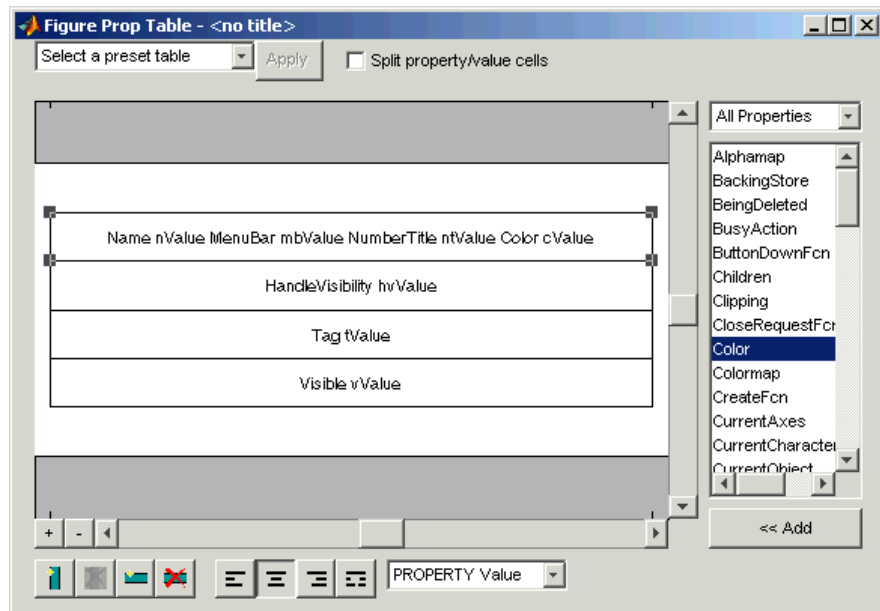 Figure Prop Table - <no title>
Select a preset table
Apply
Split property/value cells
All Properties
Alphamap
BackingStore
BeingDeleted
BusyAction
ButtonDownFcn
Children
Clipping
CloseRequestFcr
Color
Colormap
CreateFcn
CurrentAxes
CurrentCharacter
CurrentObject
Name nValue MenuBar mbValue NumberTitle ntValue Color cValue
HandleVisibility hvValue
Tag tValue
Visible vValue
+ -
<< Add
PROPERTY Value